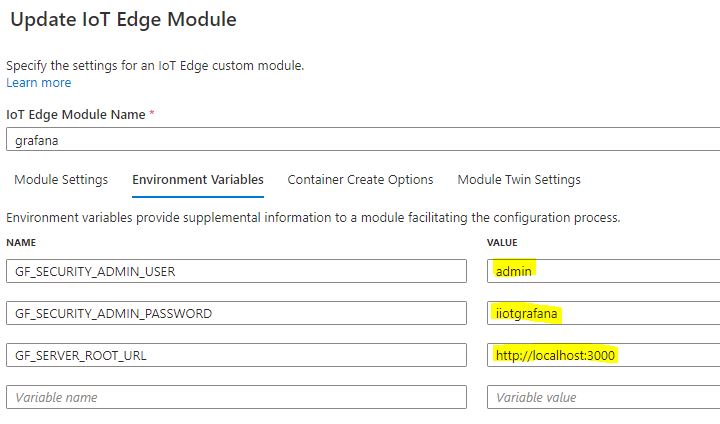 Update IoT Edge Module
Specify the settings for an IoT Edge custom module.
Learn more
IoT Edge Module Name *
grafana
Module Settings Environment Variables Container Create Options Module Twin Settings
Environment variables provide supplemental information to a module facilitating the configuration process.
NAME VALUE
GF_SECURITY_ADMIN_USER admin
GF_SECURITY_ADMIN_PASSWORD iiotgrafana
GF_SERVER_ROOT_URL http://localhost:3000
Variable name Variable value